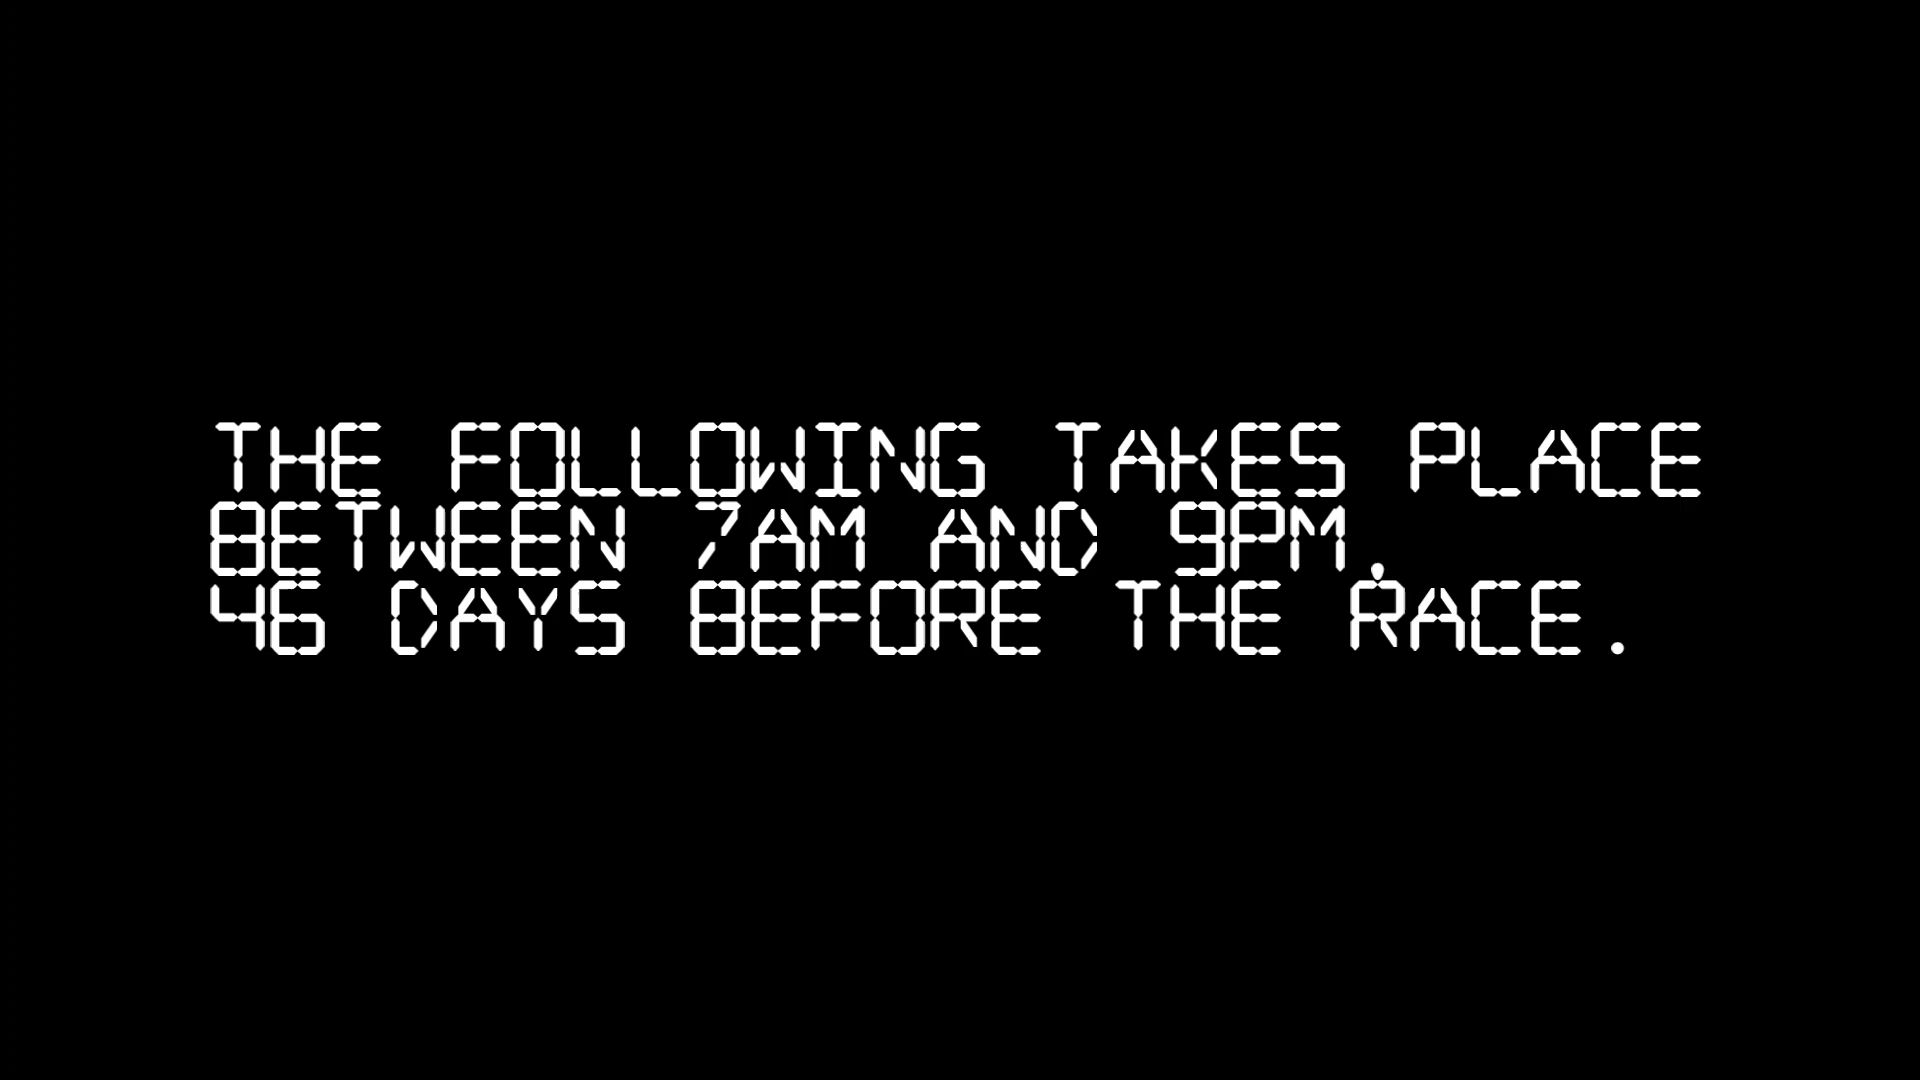 THE FOLLOWING TAKES PLACE
BETWEEN 7AM AND 9PM.
46 DAYS BEFORE THE RACE.